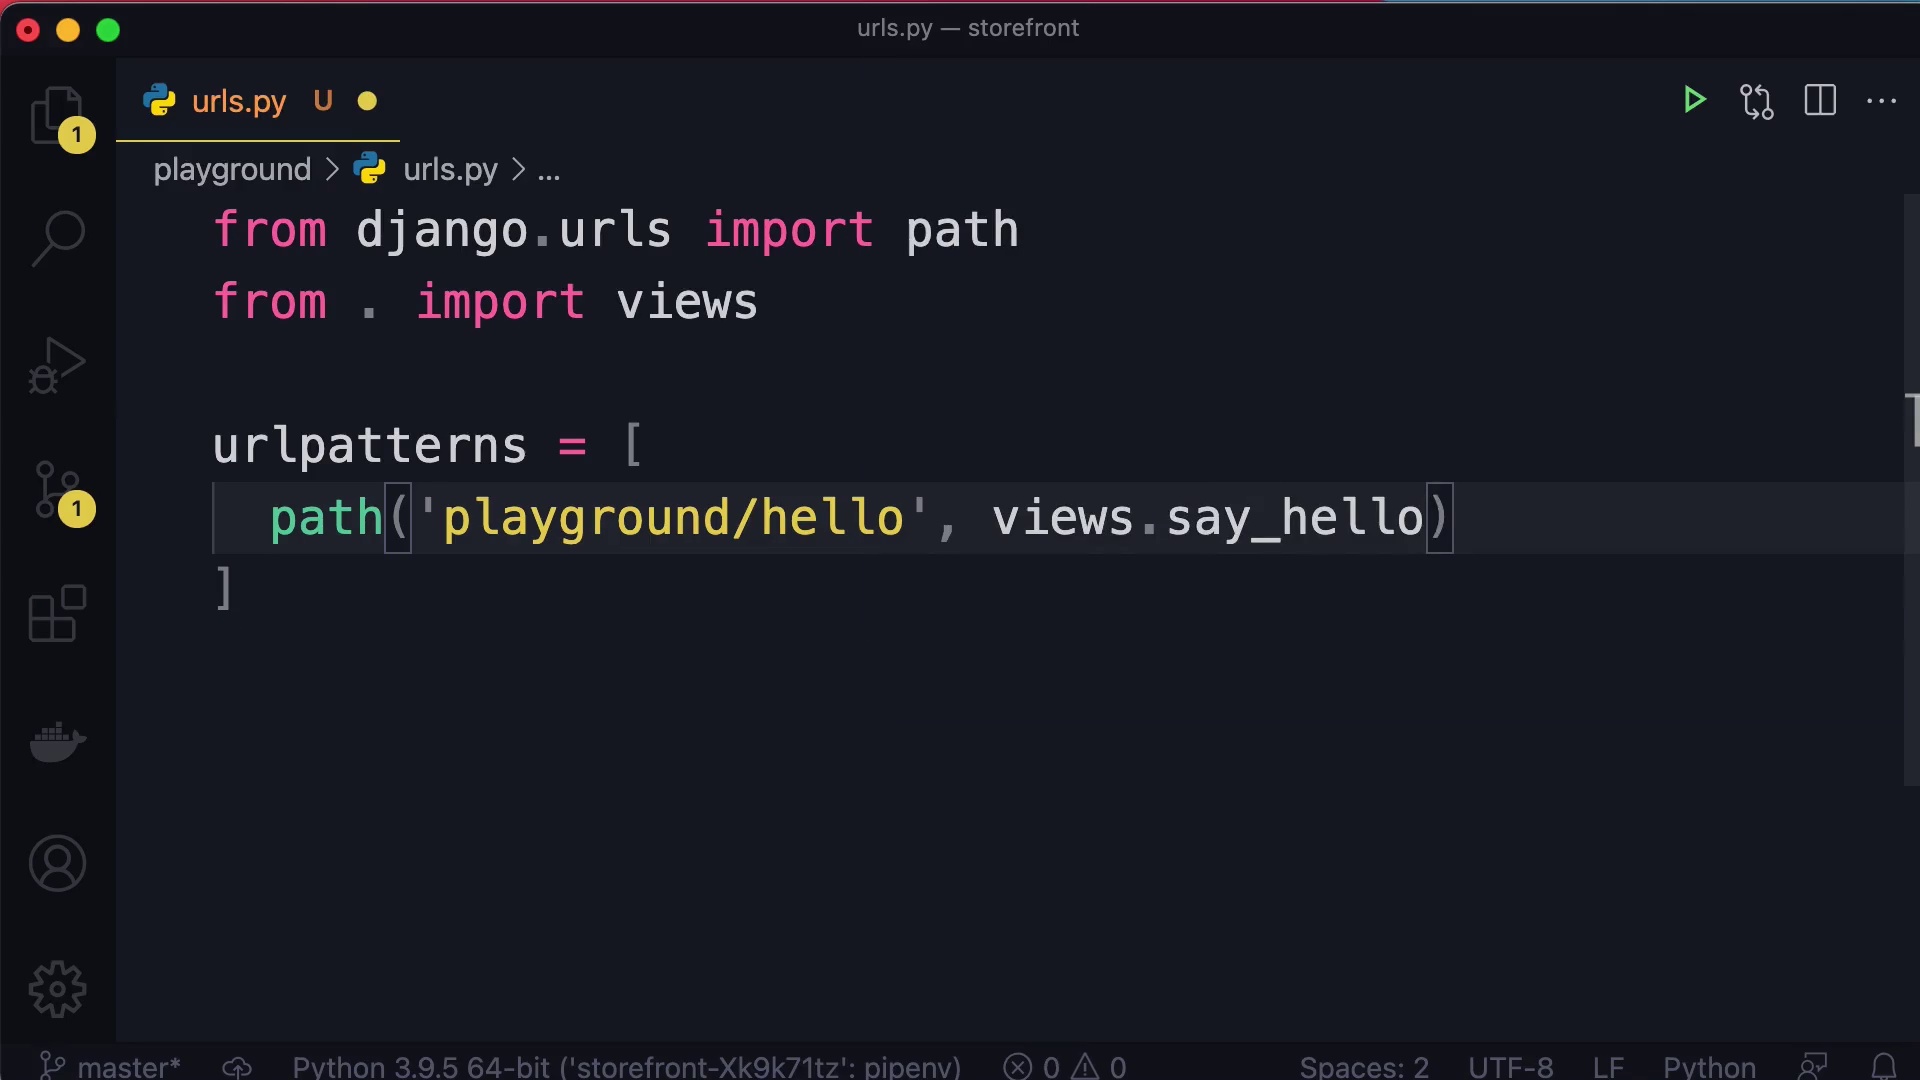 urls.py — storefront
urls.py U
playground > urls.py > ...
from django.urls import path
from . import views
urlpatterns = [
path('playground/hello', views.say_hello)
]
1
1
master* Python 3.9.5 64-bit ('storefront-Xk9k71tz': pipenv) 0 0 Spaces: 2 UTF-8 LF Python